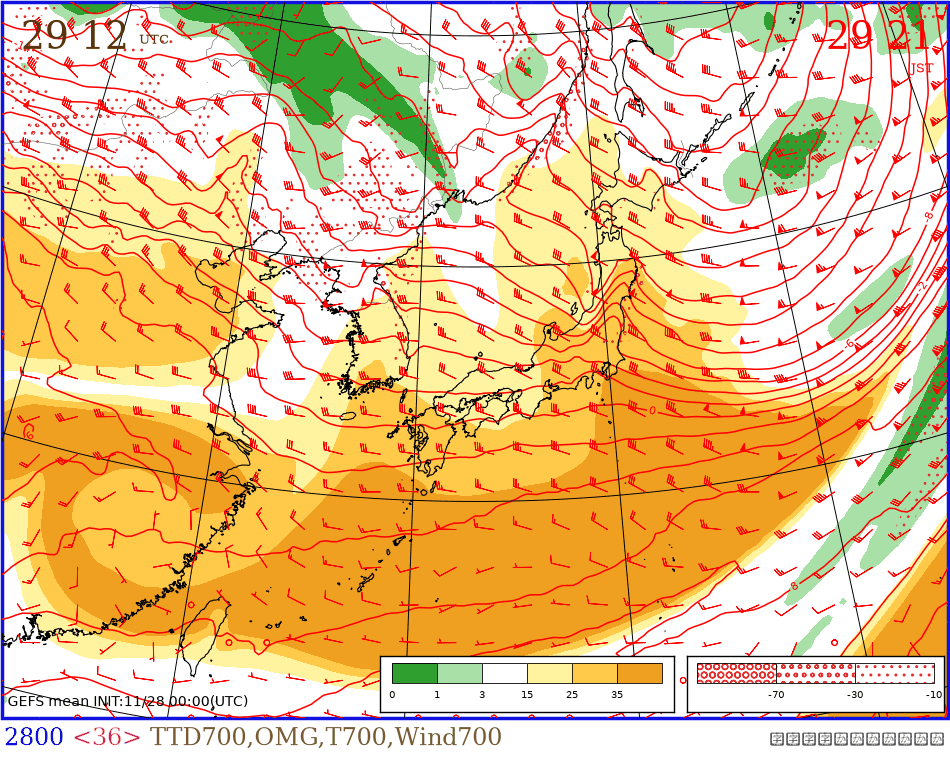 29 12 UTC
29 21 JST
-8
-2
-6
0
8
6
0 1 3 15 25 35
-70 -30 -10
GEFS mean INIT:11/28 00:00(UTC)
2800 <36> TTD700,OMG,T700,Wind700